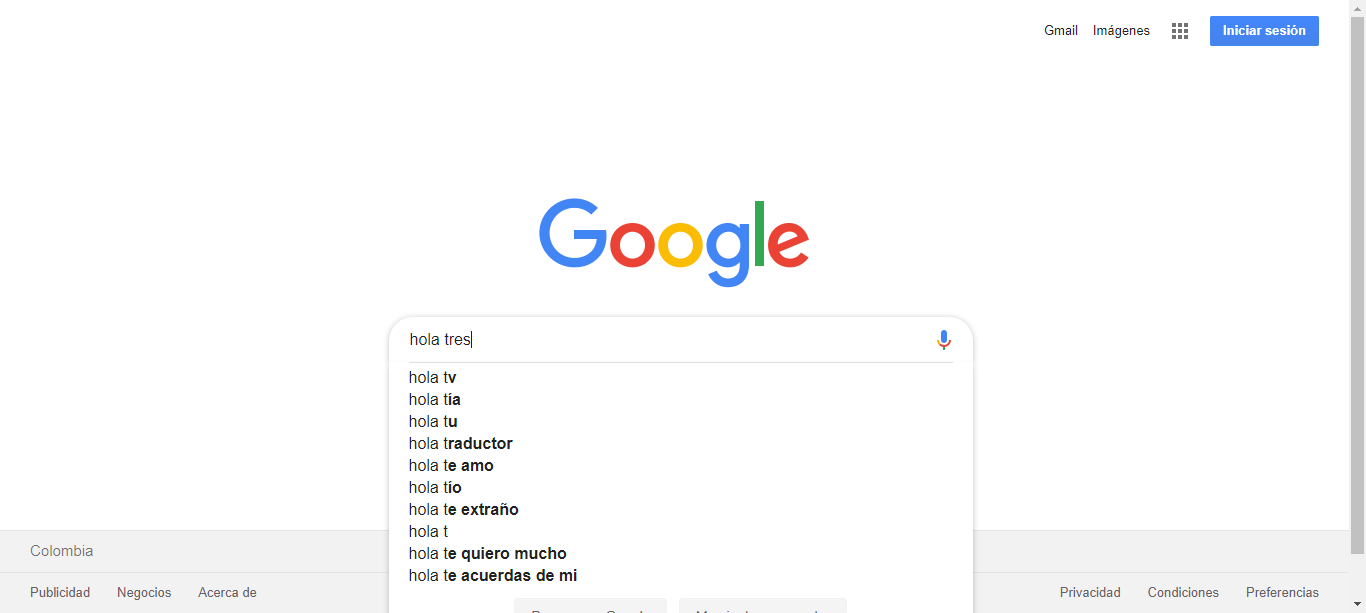 Gmail Imágenes Iniciar sesión
Google
hola tres
hola tv
hola tía
hola tu
hola traductor
hola te amo
hola tío
hola te extraño
hola t
hola te quiero mucho
hola te acuerdas de mi
Colombia
Publicidad Negocios Acerca de Privacidad Condiciones Preferencias